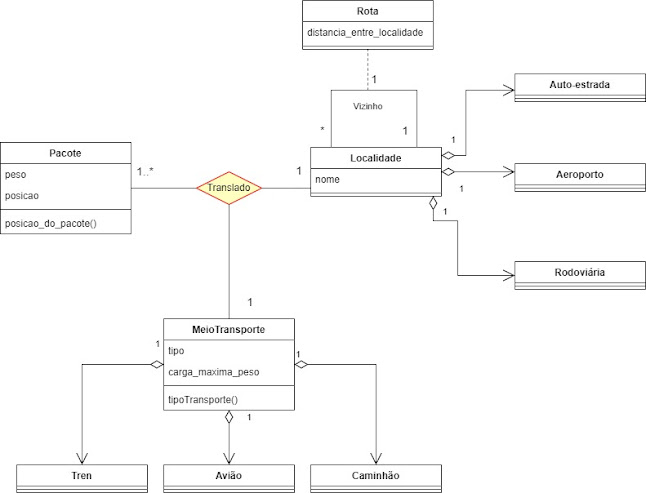 Rota
distancia_entre_localidade
1
Vizinho
*
1
Auto-estrada
1
Pacote
peso
posicao
posicao_do_pacote()
1..*
Translado
1
Localidade
nome
1
Aeroporto
1
Rodoviária
1
MeioTransporte
tipo
carga_maxima_peso
tipoTransporte()
1
1
1
Tren
Avião
Caminhão